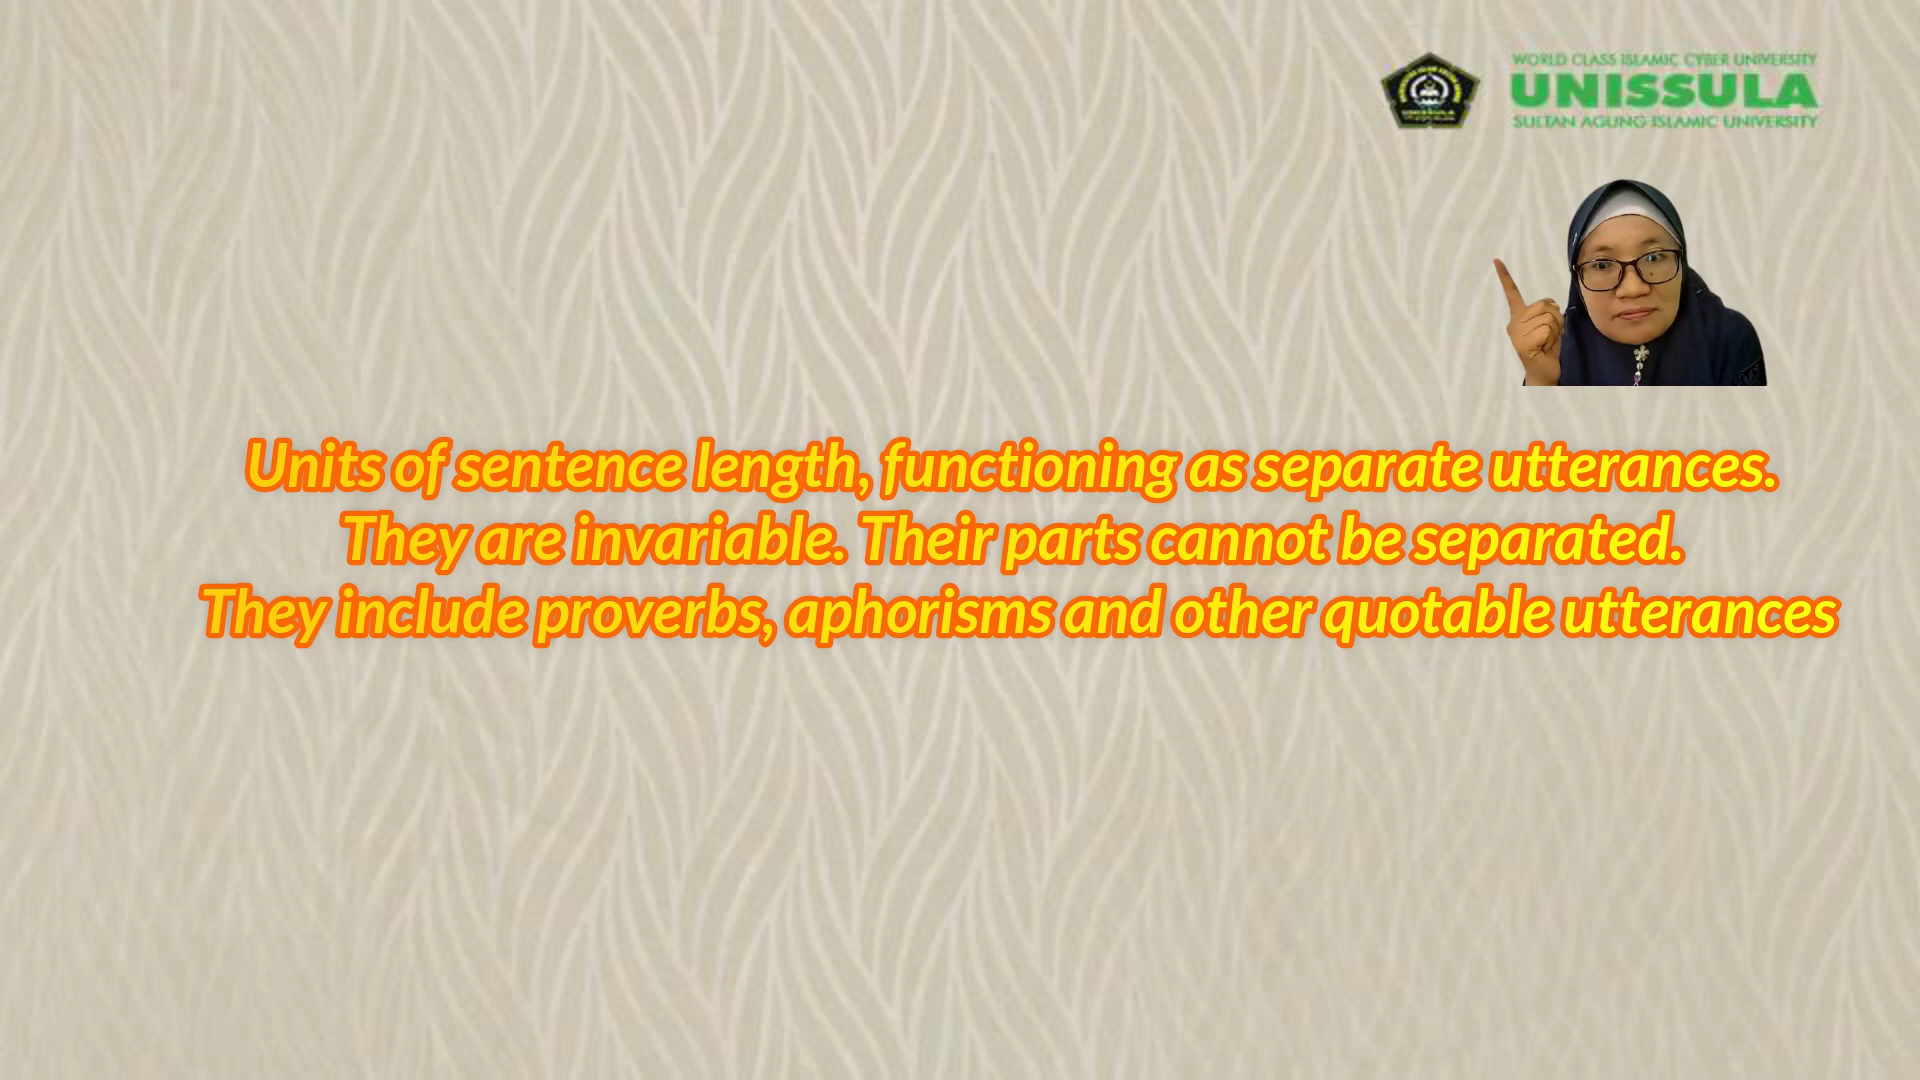 WORLD CLASS ISLAMIC CYBER UNIVERSITY
UNISSULA
SULTAN AGUNG ISLAMIC UNIVERSITY
Units of sentence length, functioning as separate utterances.
They are invariable. Their parts cannot be separated.
They include proverbs, aphorisms and other quotable utterances